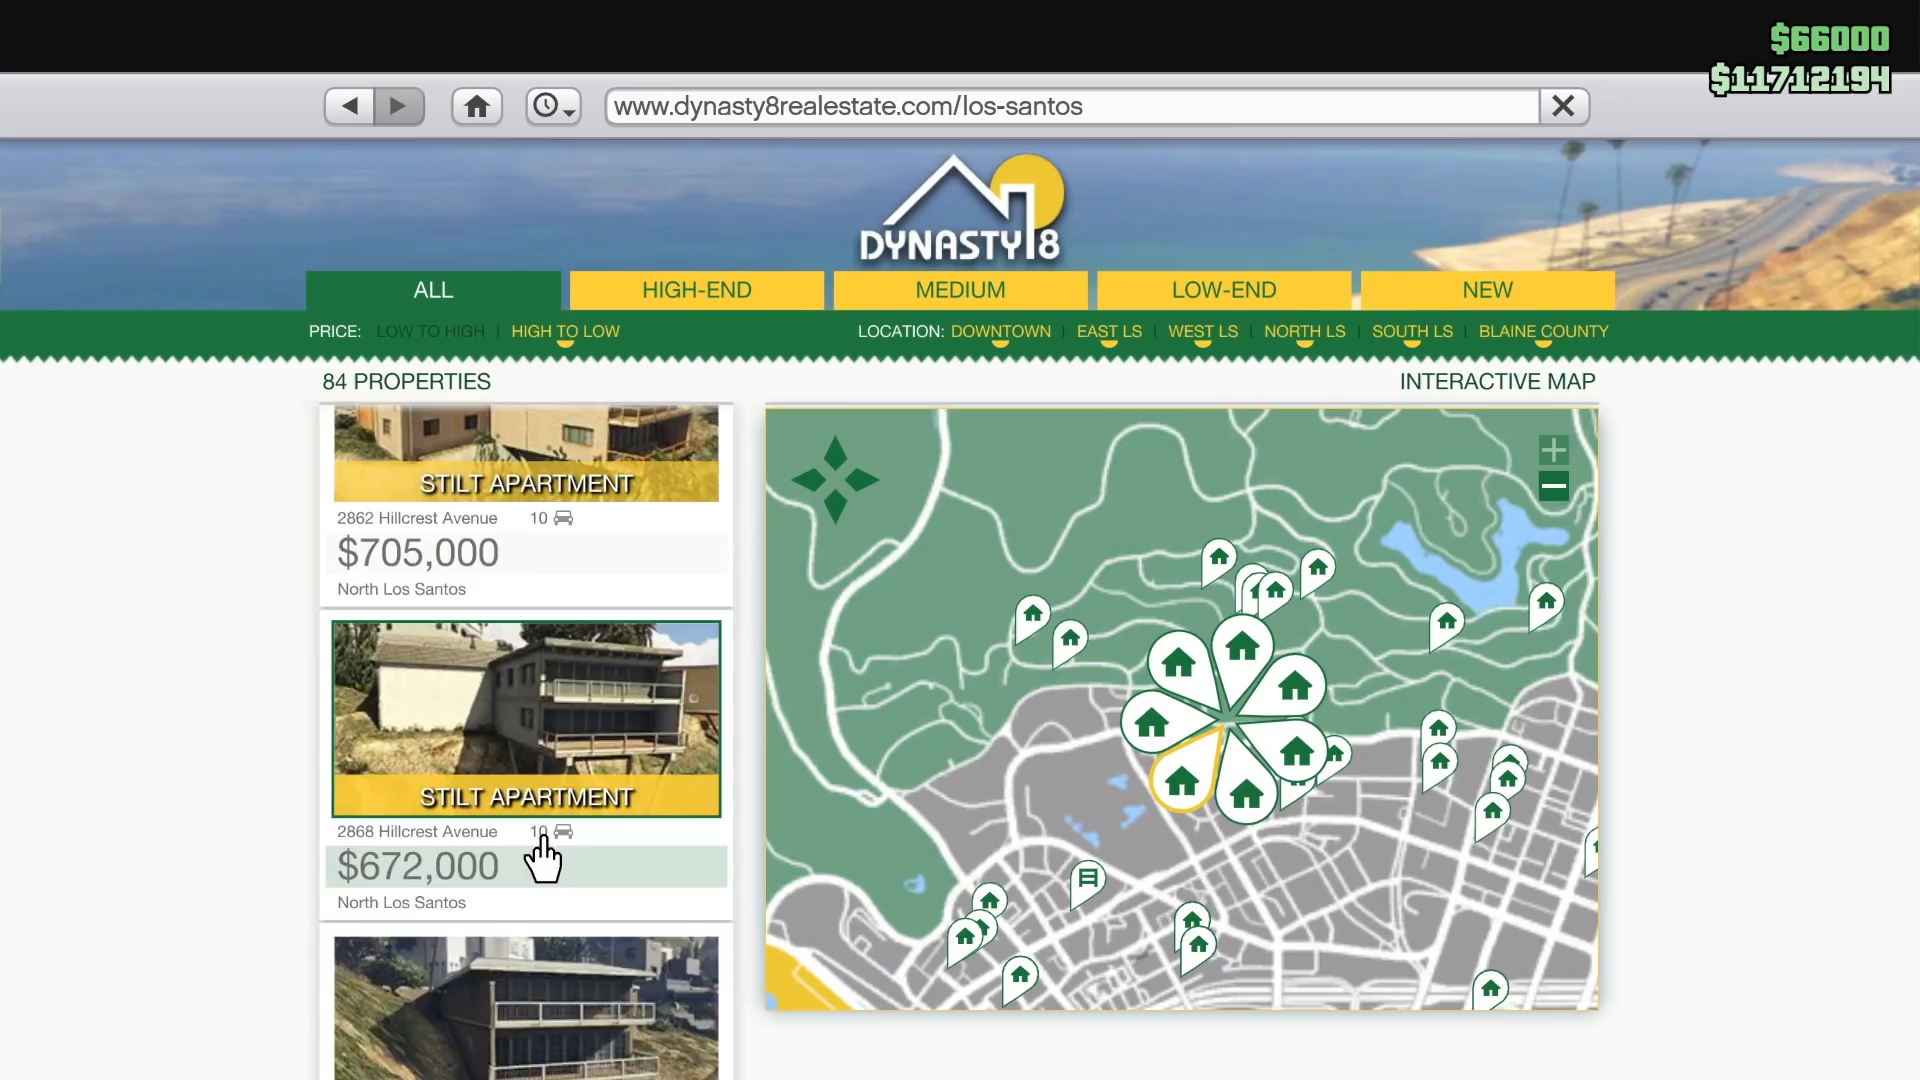 $66000
$11712194
www.dynasty8realestate.com/los-santos
DYNASTY 8
ALL
HIGH-END
MEDIUM
LOW-END
NEW
PRICE: LOW TO HIGH | HIGH TO LOW
LOCATION: DOWNTOWN | EAST LS | WEST LS | NORTH LS | SOUTH LS | BLAINE COUNTY
84 PROPERTIES
INTERACTIVE MAP
STILT APARTMENT
2862 Hillcrest Avenue 10
$705,000
North Los Santos
STILT APARTMENT
2868 Hillcrest Avenue 10
$672,000
North Los Santos